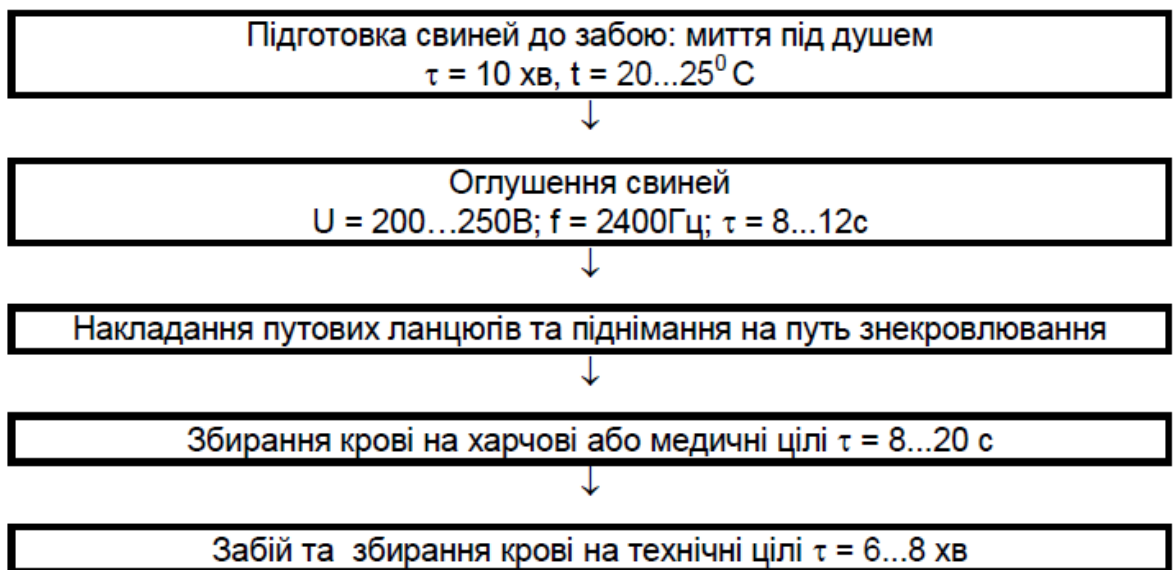 Підготовка свиней до забою: миття під душем
τ = 10 хв, t = 20...25⁰ С
↓
Оглушення свиней
U = 200…250В; f = 2400Гц; τ = 8...12с
↓
Накладання путових ланцюгів та піднімання на путь знекровлювання
↓
Збирання крові на харчові або медичні цілі τ = 8...20 с
↓
Забій та збирання крові на технічні цілі τ = 6...8 хв